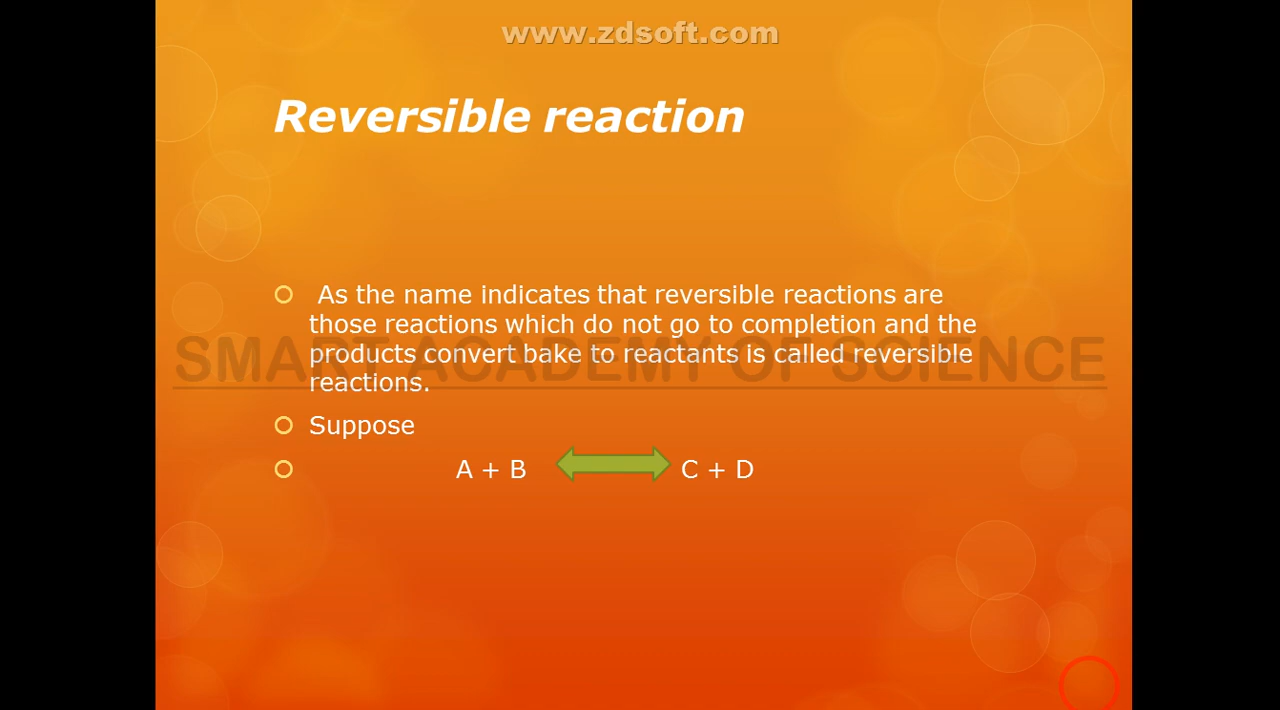 www.zdsoft.com
Reversible reaction
As the name indicates that reversible reactions are
those reactions which do not go to completion and the
products convert bake to reactants is called reversible
reactions.
SMART ACADEMY OF SCIENCE
Suppose
A + B C + D